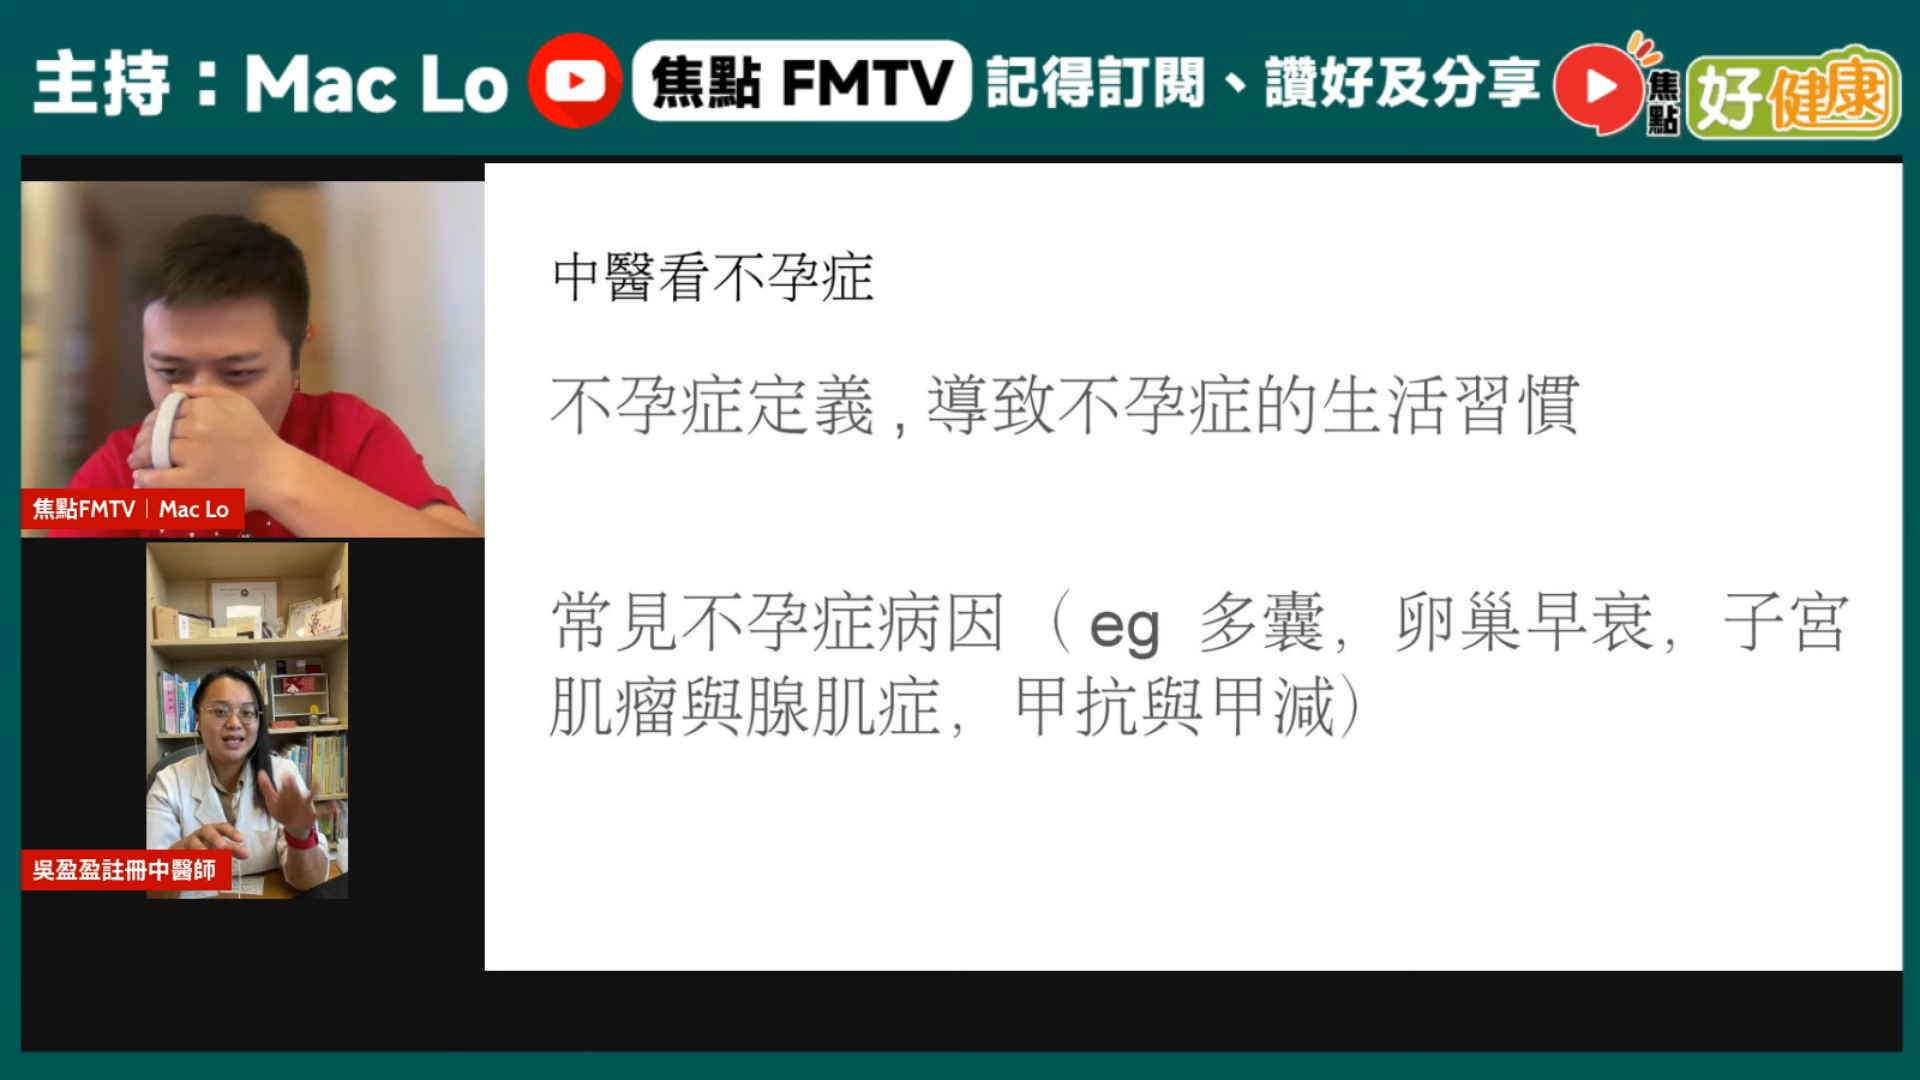 主持：Mac Lo
焦點 FMTV
記得訂閱、讚好及分享
焦點
好健康
焦點FMTV｜Mac Lo
吳盈盈註冊中醫師
中醫看不孕症
不孕症定義 , 導致不孕症的生活習慣
常見不孕症病因（ eg 多囊，卵巢早衰，子宮
肌瘤與腺肌症，甲抗與甲減）